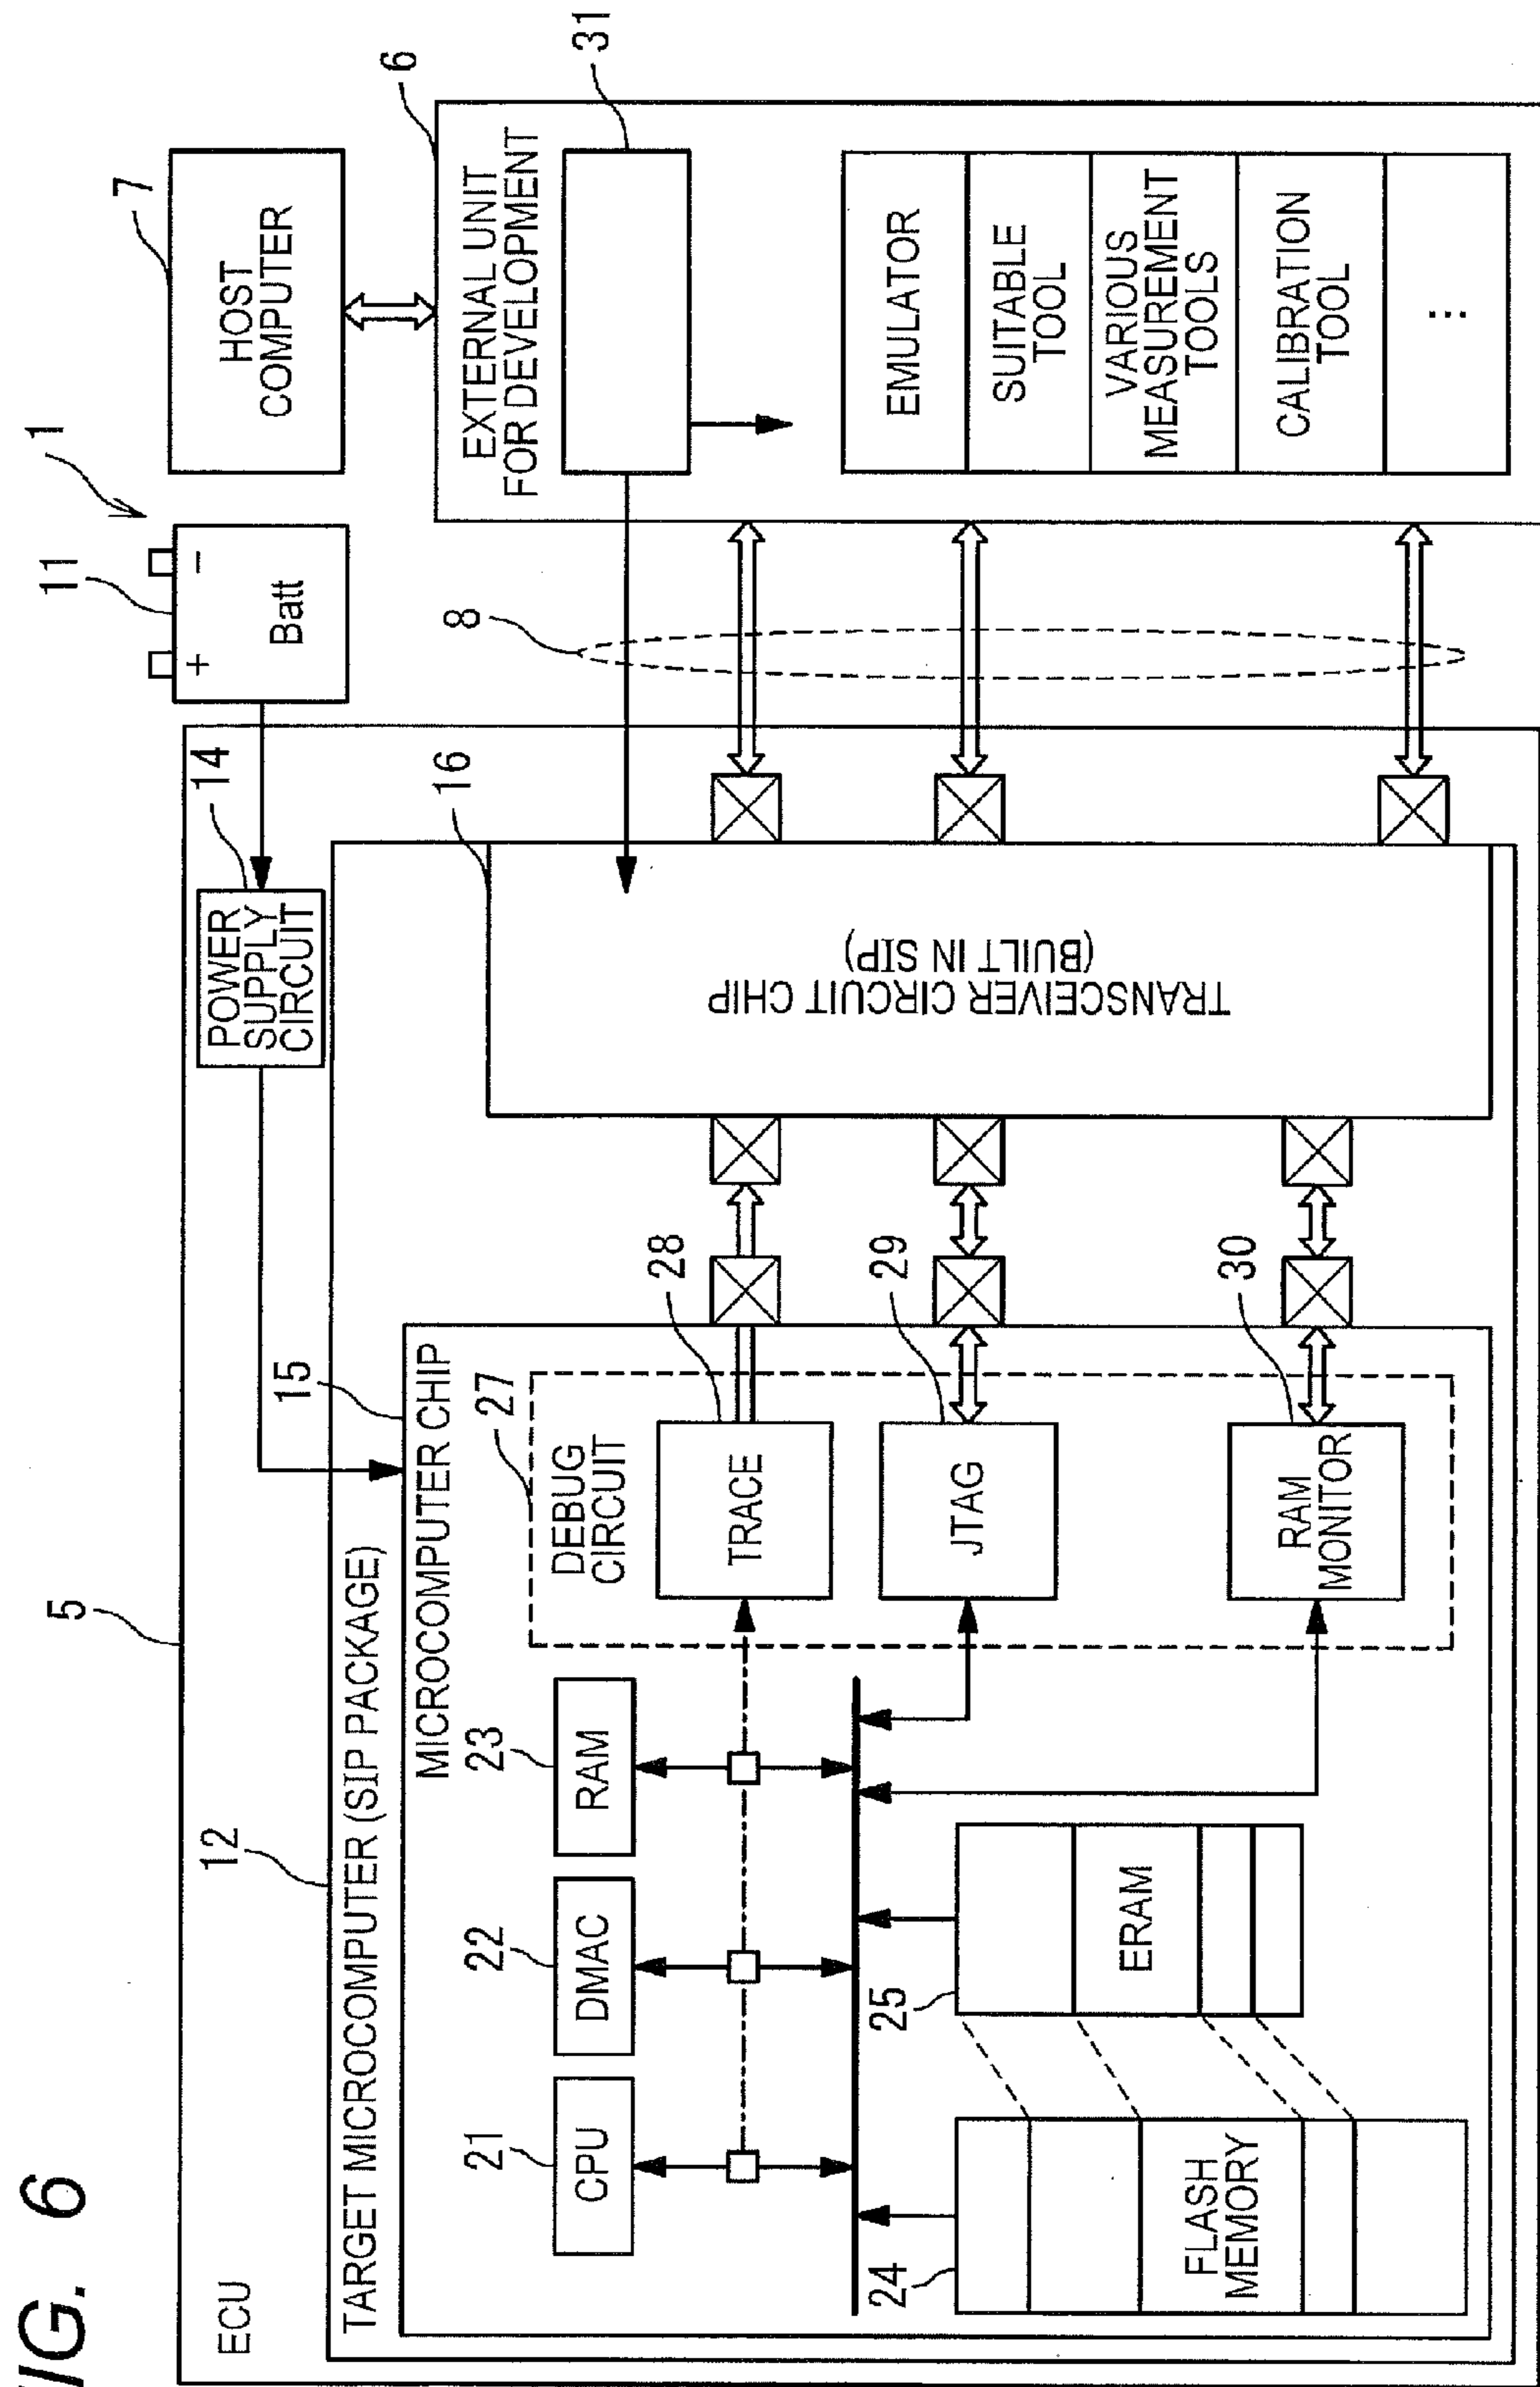 FIG. 6
1
5
ECU
11
+
−
Batt
7
HOST
COMPUTER
14
POWER
SUPPLY
CIRCUIT
6
EXTERNAL UNIT
FOR DEVELOPMENT
31
12
TARGET MICROCOMPUTER (SIP PACKAGE)
15
MICROCOMPUTER CHIP
16
TRANSCEIVER CIRCUIT CHIP
(BUILT IN SIP)
8
21
CPU
22
DMAC
23
RAM
27
DEBUG
CIRCUIT
28
TRACE
29
JTAG
30
RAM
MONITOR
24
FLASH
MEMORY
25
ERAM
EMULATOR
SUITABLE
TOOL
VARIOUS
MEASUREMENT
TOOLS
CALIBRATION
TOOL
...